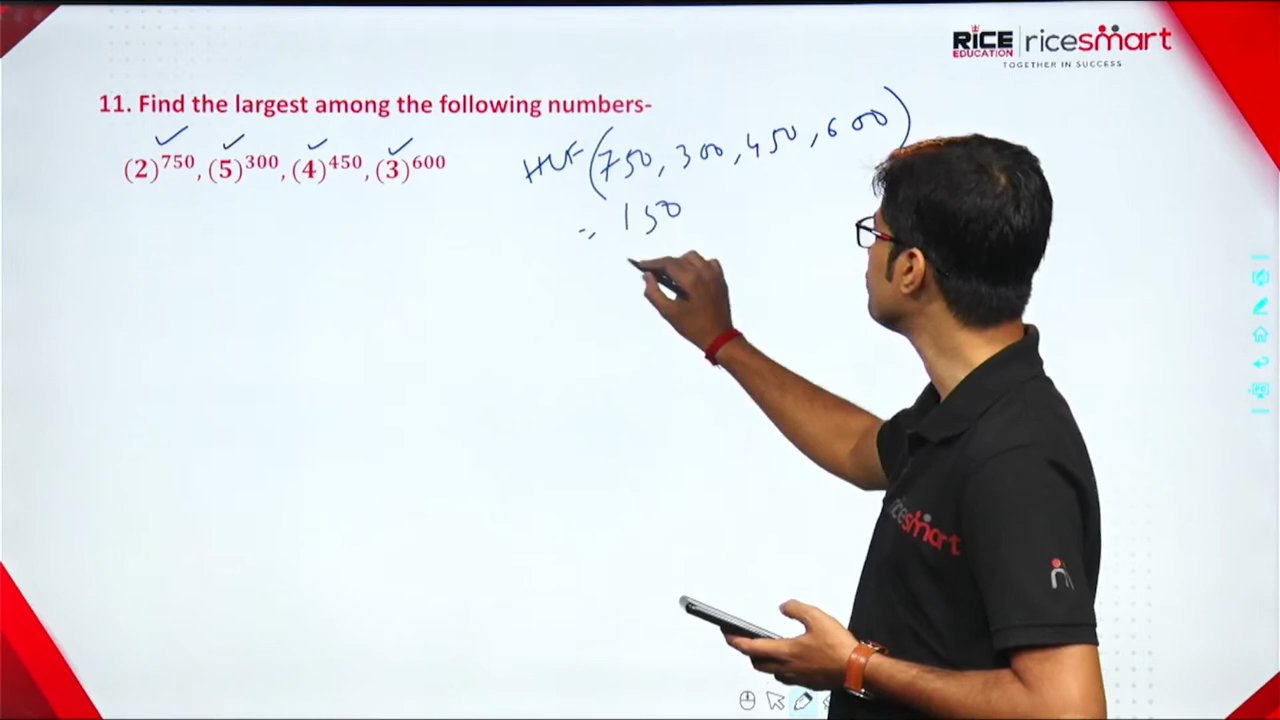 RICE EDUCATION | ricesmart
TOGETHER IN SUCCESS
11. Find the largest among the following numbers-
(2)^750, (5)^300, (4)^450, (3)^600
HCF (750, 300, 450, 600)
= 150
ricesmart